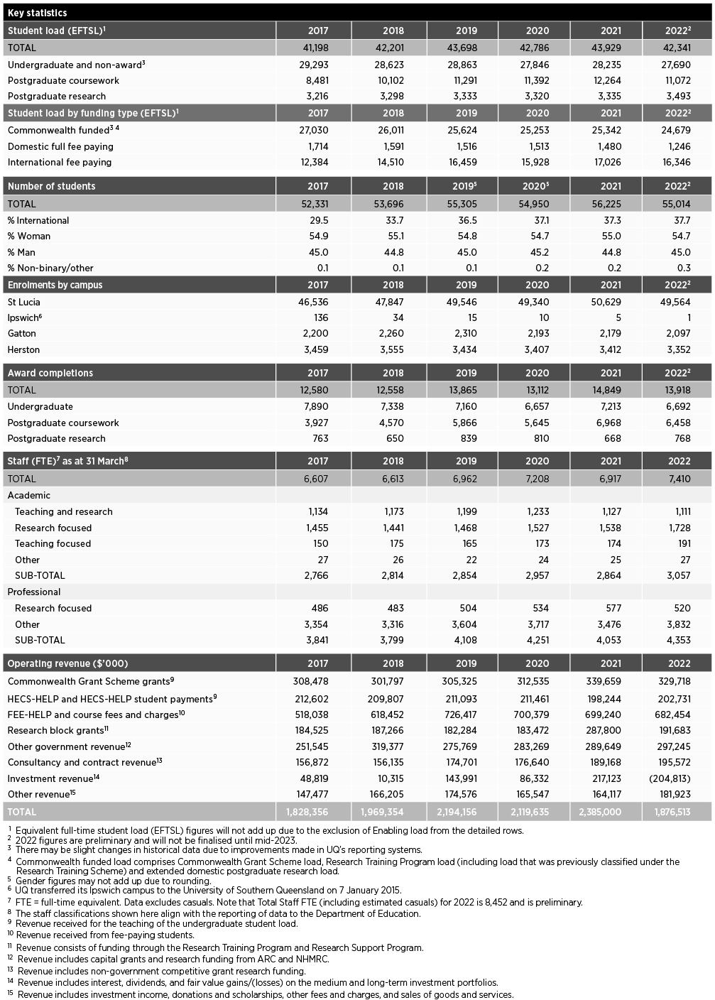 Key statistics
Student load (EFTSL)1 2017 2018 2019 2020 2021 20222
TOTAL 41,198 42,201 43,698 42,786 43,929 42,341
Undergraduate and non-award3 29,293 28,623 28,863 27,846 28,235 27,690
Postgraduate coursework 8,481 10,102 11,291 11,392 12,264 11,072
Postgraduate research 3,216 3,298 3,333 3,320 3,335 3,493
Student load by funding type (EFTSL)1 2017 2018 2019 2020 2021 20222
Commonwealth funded3 4 27,030 26,011 25,624 25,253 25,342 24,679
Domestic full fee paying 1,714 1,591 1,516 1,513 1,480 1,246
International fee paying 12,384 14,510 16,459 15,928 17,026 16,346
Number of students 2017 2018 20195 20205 2021 20222
TOTAL 52,331 53,696 55,305 54,950 56,225 55,014
% International 29.5 33.7 36.5 37.1 37.3 37.7
% Woman 54.9 55.1 54.8 54.7 55.0 54.7
% Man 45.0 44.8 45.0 45.2 44.8 45.0
% Non-binary/other 0.1 0.1 0.1 0.2 0.2 0.3
Enrolments by campus 2017 2018 2019 2020 2021 20222
St Lucia 46,536 47,847 49,546 49,340 50,629 49,564
Ipswich6 136 34 15 10 5 1
Gatton 2,200 2,260 2,310 2,193 2,179 2,097
Herston 3,459 3,555 3,434 3,407 3,412 3,352
Award completions 2017 2018 2019 2020 2021 20222
TOTAL 12,580 12,558 13,865 13,112 14,849 13,918
Undergraduate 7,890 7,338 7,160 6,657 7,213 6,692
Postgraduate coursework 3,927 4,570 5,866 5,645 6,968 6,458
Postgraduate research 763 650 839 810 668 768
Staff (FTE)7 as at 31 March8 2017 2018 2019 2020 2021 2022
TOTAL 6,607 6,613 6,962 7,208 6,917 7,410
Academic
Teaching and research 1,134 1,173 1,199 1,233 1,127 1,111
Research focused 1,455 1,441 1,468 1,527 1,538 1,728
Teaching focused 150 175 165 173 174 191
Other 27 26 22 24 25 27
SUB-TOTAL 2,766 2,814 2,854 2,957 2,864 3,057
Professional
Research focused 486 483 504 534 577 520
Other 3,354 3,316 3,604 3,717 3,476 3,832
SUB-TOTAL 3,841 3,799 4,108 4,251 4,053 4,353
Operating revenue ($'000) 2017 2018 2019 2020 2021 2022
Commonwealth Grant Scheme grants9 308,478 301,797 305,325 312,535 339,659 329,718
HECS-HELP and HECS-HELP student payments9 212,602 209,807 211,093 211,461 198,244 202,731
FEE-HELP and course fees and charges10 518,038 618,452 726,417 700,379 699,240 682,454
Research block grants11 184,525 187,266 182,284 183,472 287,800 191,683
Other government revenue12 251,545 319,377 275,769 283,269 289,649 297,245
Consultancy and contract revenue13 156,872 156,135 174,701 176,640 189,168 195,572
Investment revenue14 48,819 10,315 143,991 86,332 217,123 (204,813)
Other revenue15 147,477 166,205 174,576 165,547 164,117 181,923
TOTAL 1,828,356 1,969,354 2,194,156 2,119,635 2,385,000 1,876,513
1 Equivalent full-time student load (EFTSL) figures will not add up due to the exclusion of Enabling load from the detailed rows.
2 2022 figures are preliminary and will not be finalised until mid-2023.
3 There may be slight changes in historical data due to improvements made in UQ's reporting systems.
4 Commonwealth funded load comprises Commonwealth Grant Scheme load, Research Training Program load (including load that was previously classified under the
Research Training Scheme) and extended domestic postgraduate research load.
5 Gender figures may not add up due to rounding.
6 UQ transferred its Ipswich campus to the University of Southern Queensland on 7 January 2015.
7 FTE = full-time equivalent. Data excludes casuals. Note that Total Staff FTE (including estimated casuals) for 2022 is 8,452 and is preliminary.
8 The staff classifications shown here align with the reporting of data to the Department of Education.
9 Revenue received for the teaching of the undergraduate student load.
10 Revenue received from fee-paying students.
11 Revenue consists of funding through the Research Training Program and Research Support Program.
12 Revenue includes capital grants and research funding from ARC and NHMRC.
13 Revenue includes non-government competitive grant research funding.
14 Revenue includes interest, dividends, and fair value gains/(losses) on the medium and long-term investment portfolios.
15 Revenue includes investment income, donations and scholarships, other fees and charges, and sales of goods and services.